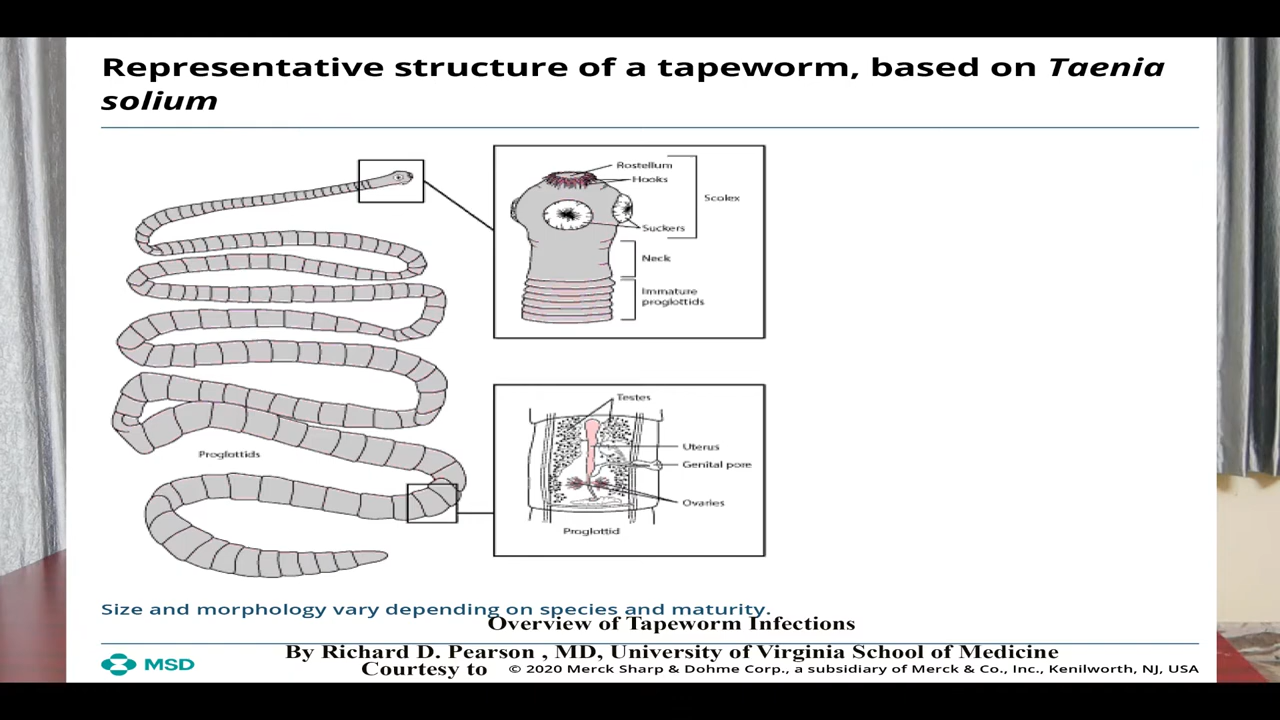 Representative structure of a tapeworm, based on Taenia
solium
Rostellum
Hooks
Scolex
Suckers
Neck
Immature
proglottids
Proglottids
Testes
Uterus
Genital pore
Ovaries
Proglottid
Size and morphology vary depending on species and maturity.
Overview of Tapeworm Infections
By Richard D. Pearson , MD, University of Virginia School of Medicine
MSD
Courtesy to © 2020 Merck Sharp & Dohme Corp., a subsidiary of Merck & Co., Inc., Kenilworth, NJ, USA